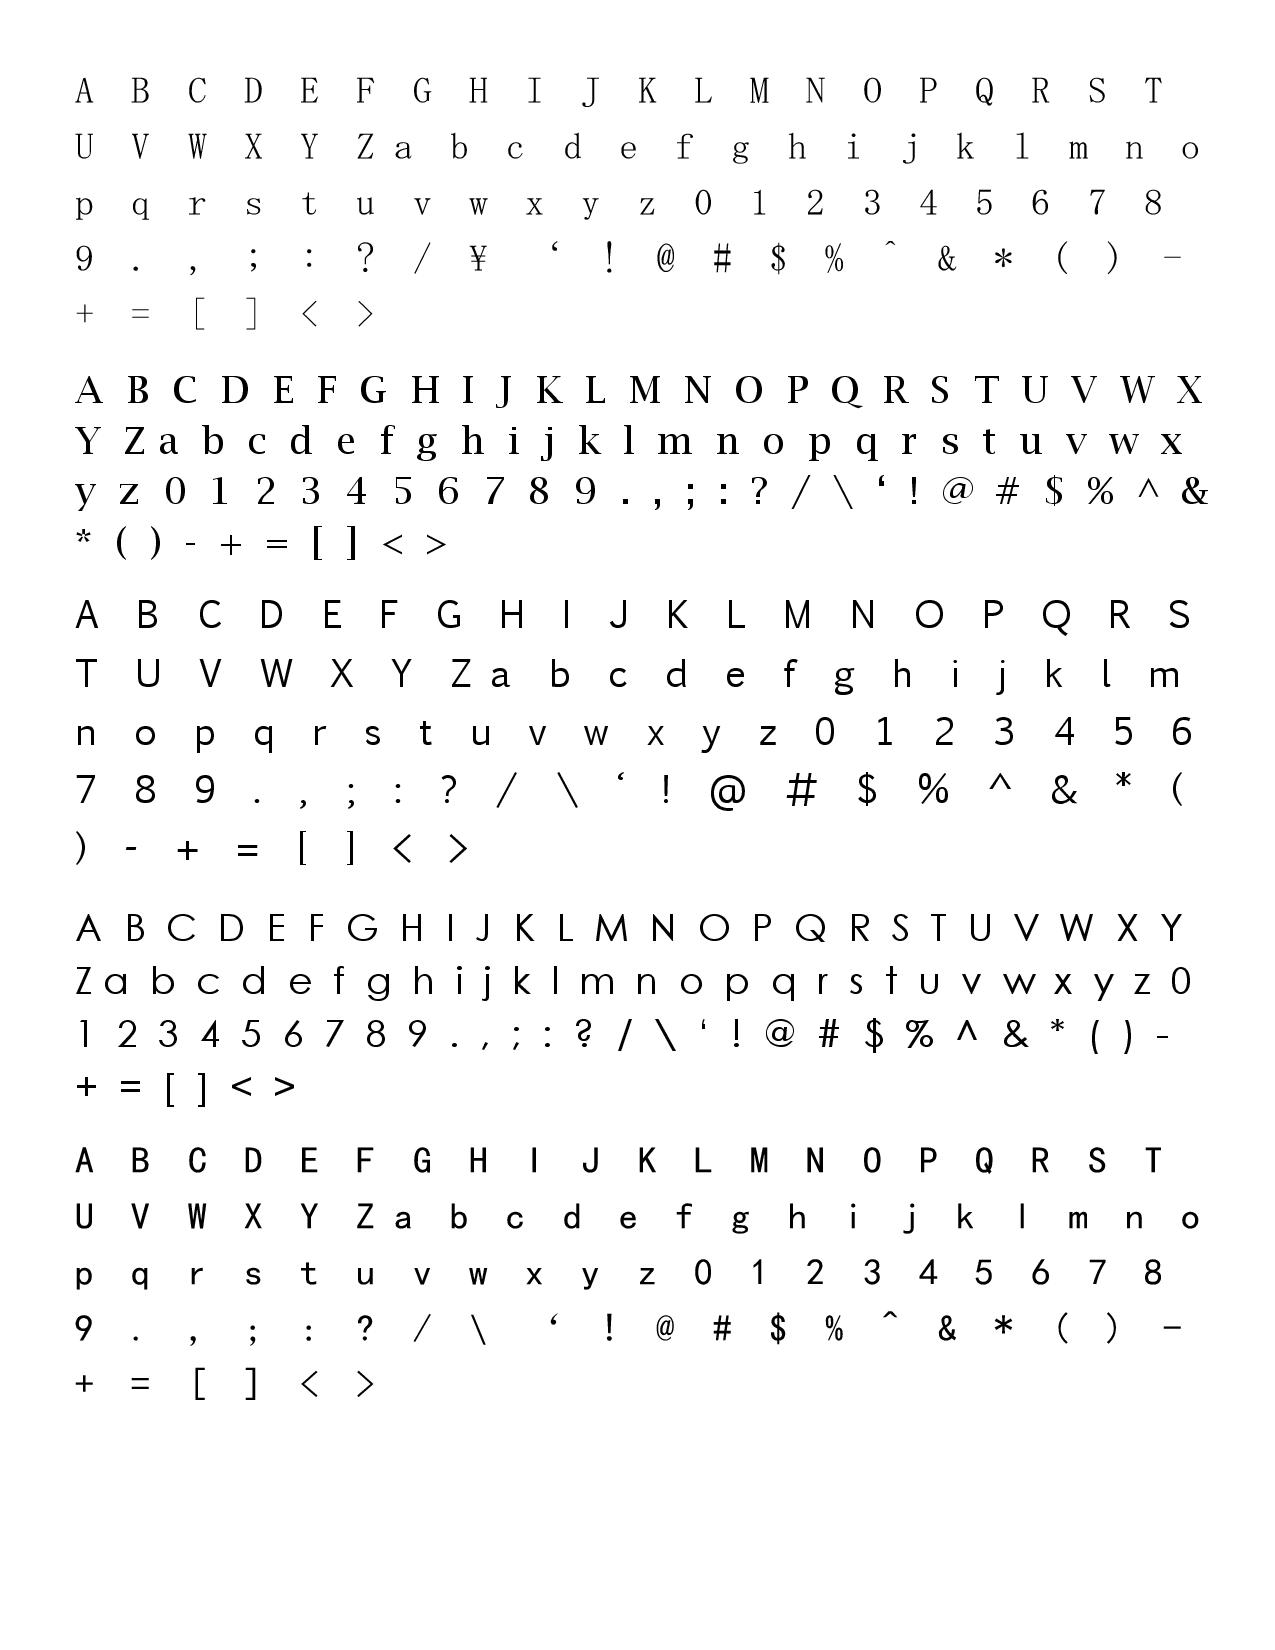 A B C D E F G H I J K L M N O P Q R S T
U V W X Y Z a b c d e f g h i j k l m n o
p q r s t u v w x y z 0 1 2 3 4 5 6 7 8
9 . , ; : ? / ¥ ‘ ! @ # $ % ^ & * ( ) -
+ = [ ] < >
A B C D E F G H I J K L M N O P Q R S T U V W X
Y Z a b c d e f g h i j k l m n o p q r s t u v w x
y z 0 1 2 3 4 5 6 7 8 9 . , ; : ? / \ ‘ ! @ # $ % ^ &
* ( ) - + = [ ] < >
A B C D E F G H I J K L M N O P Q R S
T U V W X Y Z a b c d e f g h i j k l m
n o p q r s t u v w x y z 0 1 2 3 4 5 6
7 8 9 . , ; : ? / \ ‘ ! @ # $ % ^ & * (
) - + = [ ] < >
A B C D E F G H I J K L M N O P Q R S T U V W X Y
Z a b c d e f g h i j k l m n o p q r s t u v w x y z 0
1 2 3 4 5 6 7 8 9 . , ; : ? / \ ‘ ! @ # $ % ^ & * ( ) -
+ = [ ] < >
A B C D E F G H I J K L M N O P Q R S T
U V W X Y Z a b c d e f g h i j k l m n o
p q r s t u v w x y z 0 1 2 3 4 5 6 7 8
9 . , ; : ? / \ ‘ ! @ # $ % ^ & * ( ) -
+ = [ ] < >